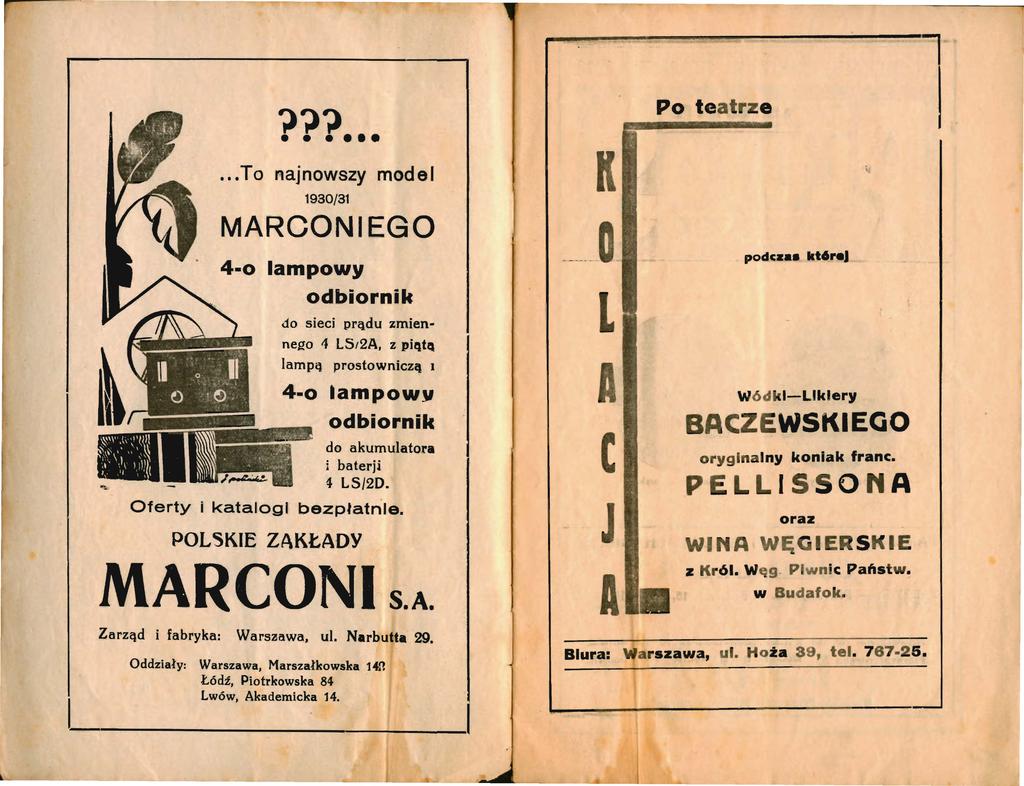 ???...
...To najnowszy model
1930/31
MARCONIEGO
4-o lampowy
odbiornik
do sieci prądu zmien-
nego 4 LS/2A, z piątą
lampą prostowniczą i
4-o lampowy
odbiornik
do akumulatora
i baterji
4 LS/2D.
Oferty i katalogi bezpłatnie.
POLSKIE ZAKŁADY
MARCONI S.A.
Zarząd i fabryka: Warszawa, ul. Narbutta 29.
Oddziały: Warszawa, Marszałkowska
Łódź, Piotrkowska 84
Lwów, Akademicka 14.
Po teatrze
KOLACJA
podczas której
Wódki—Likiery
BACZEWSKIEGO
oryginalny koniak franc.
PELLISSONA
oraz
WINA WĘGIERSKIE
z Król. Węg. Piwnic Państw.
w Budafok.
Biura: Warszawa, ul. Hoża 39, tel. 767-25.